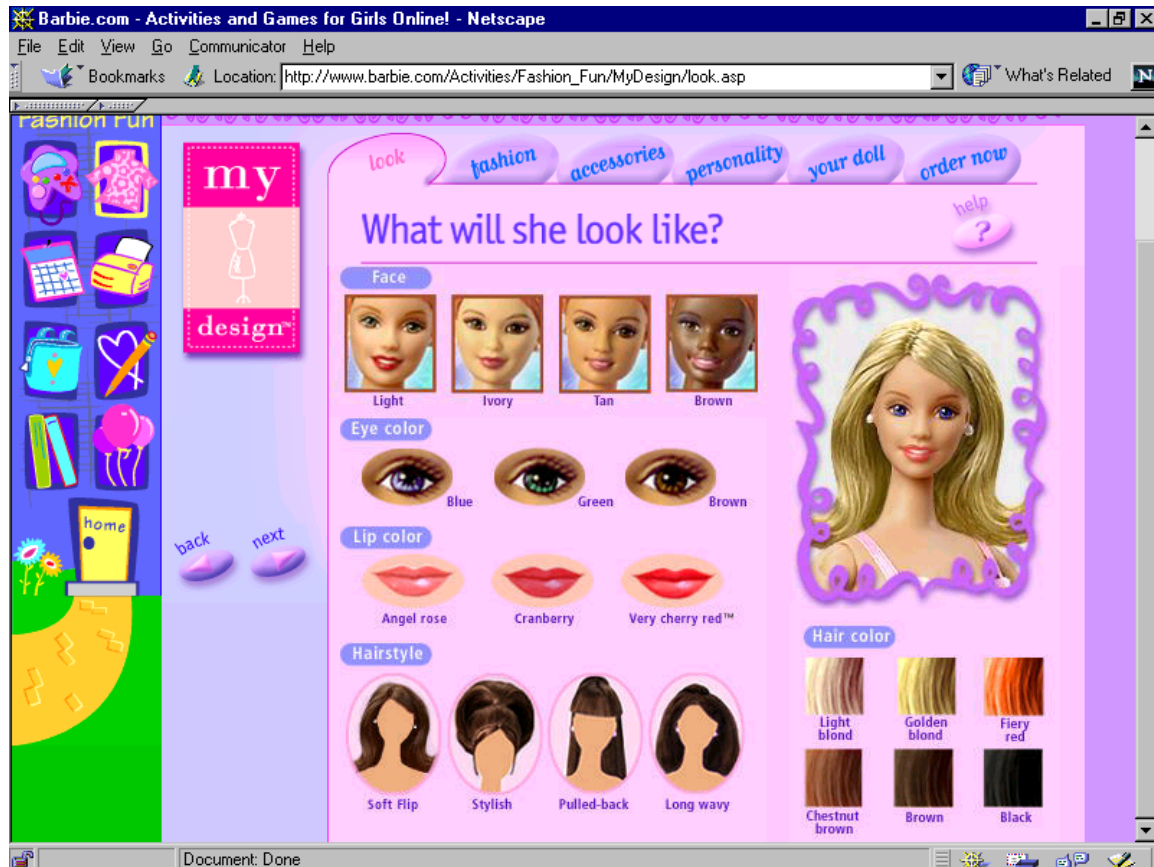 Barbie.com - Activities and Games for Girls Online! - Netscape
File Edit View Go Communicator Help
Bookmarks Location: http://www.barbie.com/Activities/Fashion_Fun/MyDesign/look.asp What's Related N
Fashion Fun
look fashion accessories personality your doll order now
my
design™
What will she look like?
help
?
Face
Light Ivory Tan Brown
Eye color
Blue Green Brown
home
back next
Lip color
Angel rose Cranberry Very cherry red™
Hairstyle
Soft Flip Stylish Pulled-back Long wavy
Hair color
Light blond
Golden blond
Fiery red
Chestnut brown
Brown
Black
Document: Done